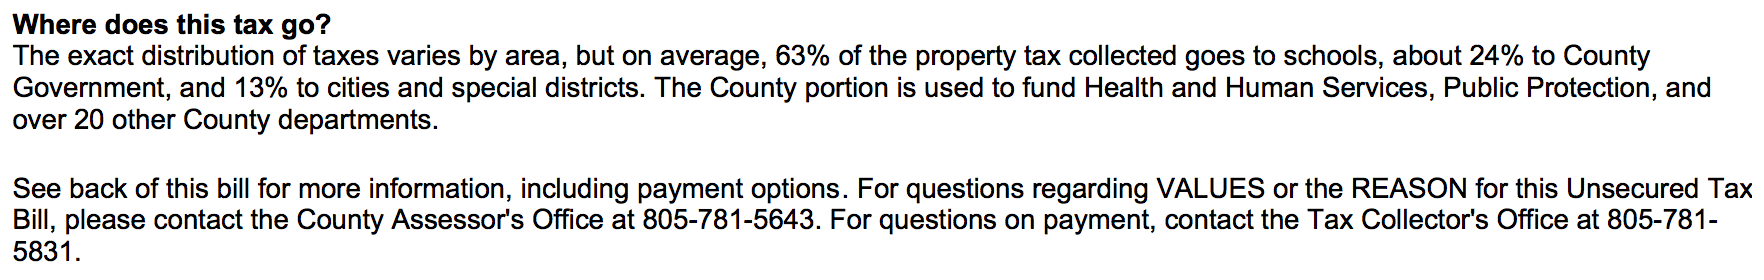 Where does this tax go?
The exact distribution of taxes varies by area, but on average, 63% of the property tax collected goes to schools, about 24% to County
Government, and 13% to cities and special districts. The County portion is used to fund Health and Human Services, Public Protection, and
over 20 other County departments.
See back of this bill for more information, including payment options. For questions regarding VALUES or the REASON for this Unsecured Tax
Bill, please contact the County Assessor's Office at 805-781-5643. For questions on payment, contact the Tax Collector's Office at 805-781-
5831.